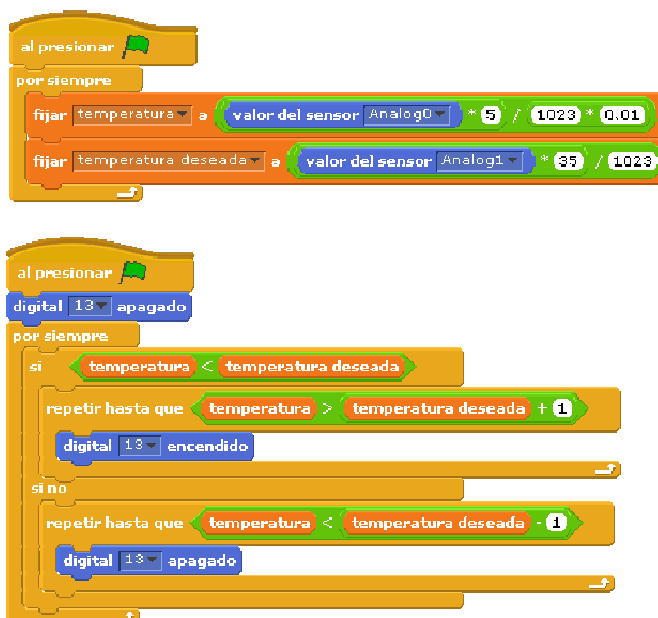 al presionar
por siempre
fijar temperatura a valor del sensor Analog0 * 5 / 1023 * 0.01
fijar temperatura deseada a valor del sensor Analog1 * 35 / 1023
al presionar
digital 13 apagado
por siempre
si temperatura < temperatura deseada
repetir hasta que temperatura > temperatura deseada + 1
digital 13 encendido
si no
repetir hasta que temperatura < temperatura deseada - 1
digital 13 apagado